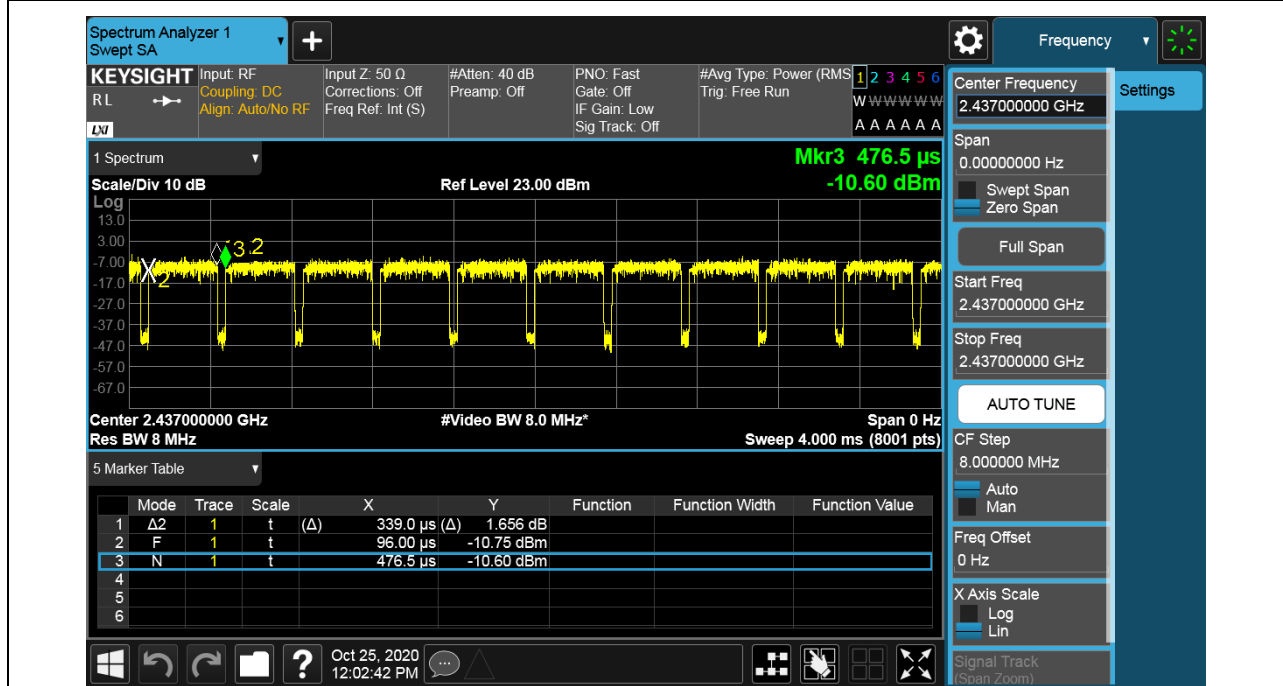 Spectrum Analyzer 1
Swept SA
+
Frequency
KEYSIGHT
RL
LXI
Input: RF
Coupling: DC
Align: Auto/No RF
Input Z: 50 Ω
Corrections: Off
Freq Ref: Int (S)
#Atten: 40 dB
Preamp: Off
PNO: Fast
Gate: Off
IF Gain: Low
Sig Track: Off
#Avg Type: Power (RMS
Trig: Free Run
1 2 3 4 5 6
W W W W W W
A A A A A A
1 Spectrum
Mkr3 476.5 µs
-10.60 dBm
Scale/Div 10 dB
Ref Level 23.00 dBm
Log
13.0
3.00
-7.00
-17.0
-27.0
-37.0
-47.0
-57.0
-67.0
X
2
3
2
Center 2.437000000 GHz
#Video BW 8.0 MHz*
Span 0 Hz
Res BW 8 MHz
Sweep 4.000 ms (8001 pts)
5 Marker Table
Mode Trace Scale X Y Function Function Width Function Value
1 Δ2 1 t (Δ) 339.0 µs (Δ) 1.656 dB
2 F 1 t 96.00 µs -10.75 dBm
3 N 1 t 476.5 µs -10.60 dBm
4
5
6
Oct 25, 2020
12:02:42 PM
?
Center Frequency
2.437000000 GHz
Span
0.00000000 Hz
Swept Span
Zero Span
Full Span
Start Freq
2.437000000 GHz
Stop Freq
2.437000000 GHz
AUTO TUNE
CF Step
8.000000 MHz
Auto
Man
Freq Offset
0 Hz
X Axis Scale
Log
Lin
Signal Track
(Span Zoom)
Settings